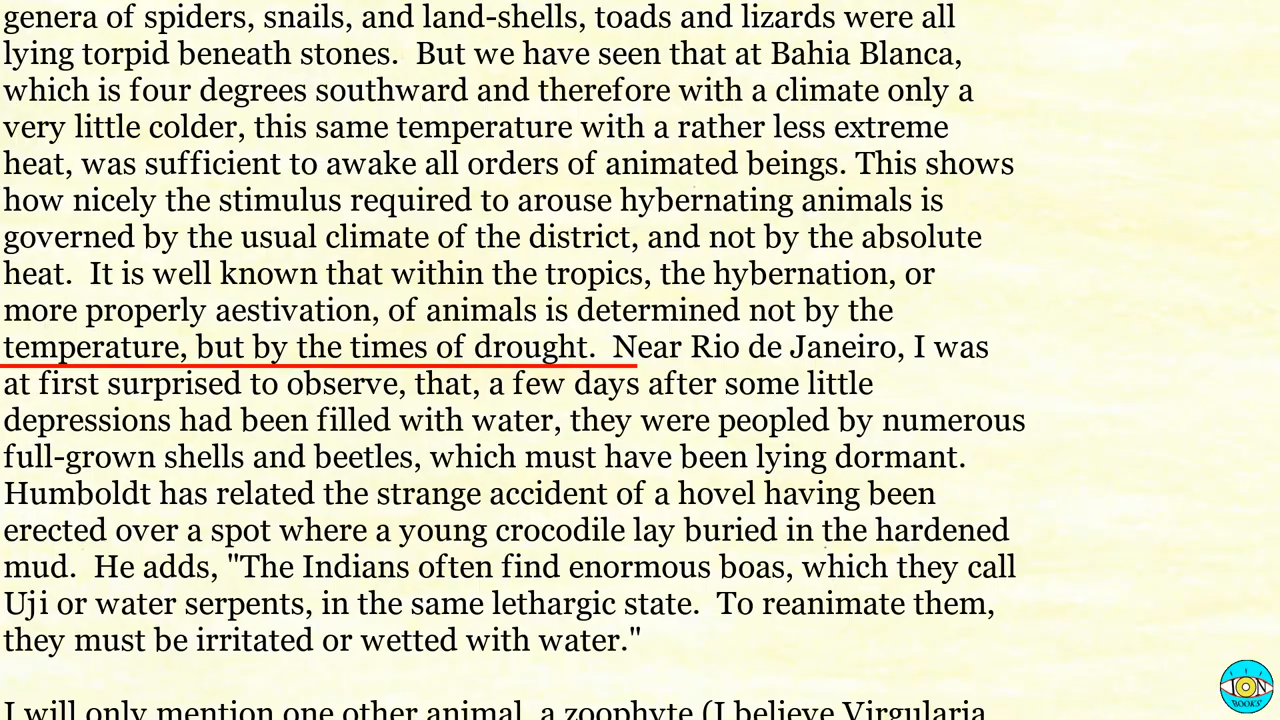 genera of spiders, snails, and land-shells, toads and lizards were all
lying torpid beneath stones.  But we have seen that at Bahia Blanca,
which is four degrees southward and therefore with a climate only a
very little colder, this same temperature with a rather less extreme
heat, was sufficient to awake all orders of animated beings. This shows
how nicely the stimulus required to arouse hybernating animals is
governed by the usual climate of the district, and not by the absolute
heat.  It is well known that within the tropics, the hybernation, or
more properly aestivation, of animals is determined not by the
temperature, but by the times of drought.  Near Rio de Janeiro, I was
at first surprised to observe, that, a few days after some little
depressions had been filled with water, they were peopled by numerous
full-grown shells and beetles, which must have been lying dormant.
Humboldt has related the strange accident of a hovel having been
erected over a spot where a young crocodile lay buried in the hardened
mud.  He adds, "The Indians often find enormous boas, which they call
Uji or water serpents, in the same lethargic state.  To reanimate them,
they must be irritated or wetted with water."
I will only mention one other animal, a zoophyte (I believe Virgularia
ION
BOOKS